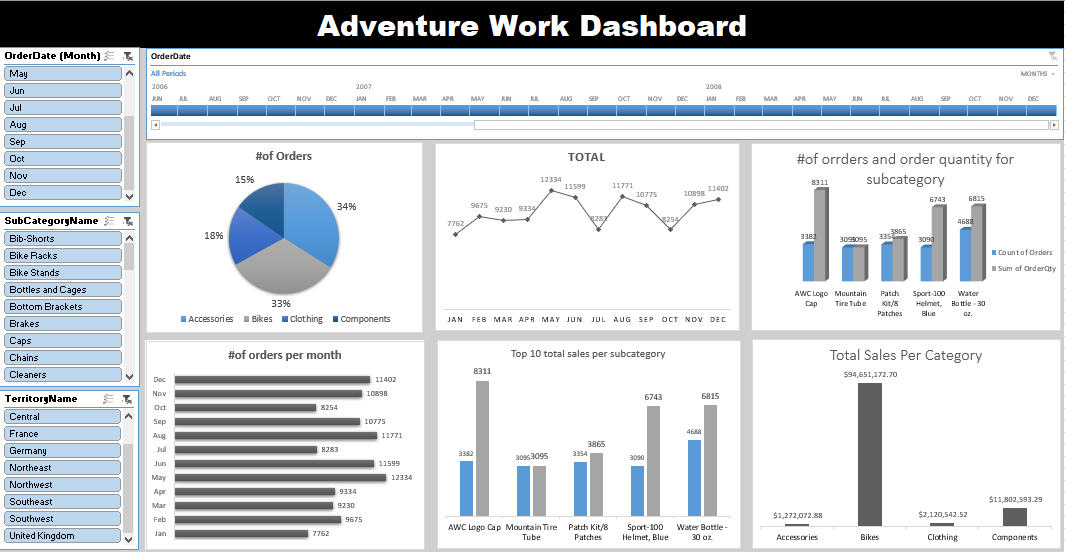 Adventure Work Dashboard
OrderDate (Month)
May
Jun
Jul
Aug
Sep
Oct
Nov
Dec
SubCategoryName
Bib-Shorts
Bike Racks
Bike Stands
Bottles and Cages
Bottom Brackets
Brakes
Caps
Chains
Cleaners
TerritoryName
Central
France
Germany
Northeast
Northwest
Southeast
Southwest
United Kingdom
OrderDate
All Periods
MONTHS
2006 2007 2008
JUN JUL AUG SEP OCT NOV DEC JAN FEB MAR APR MAY JUN JUL AUG SEP OCT NOV DEC JAN FEB MAR APR MAY JUN JUL AUG SEP OCT NOV DEC
#of Orders
15%
34%
18%
33%
Accessories Bikes Clothing Components
TOTAL
7762 9675 9230 9334 12334 11599 8283 11771 10775 8254 10898 11402
JAN FEB MAR APR MAY JUN JUL AUG SEP OCT NOV DEC
#of orrders and order quantity for
subcategory
8311
6743 6815
4688
3382 3095 3095 3354 3865 3090
Count of Orders
Sum of OrderQty
AWC Logo Mountain Patch Sport-100 Water
Cap Tire Tube Kit/8 Helmet, Bottle - 30
Patches Blue oz.
#of orders per month
Dec 11402
Nov 10898
Oct 8254
Sep 10775
Aug 11771
Jul 8283
Jun 11599
May 12334
Apr 9334
Mar 9230
Feb 9675
Jan 7762
Top 10 total sales per subcategory
8311
6743 6815
4688
3382 3095 3095 3354 3865 3090
AWC Logo Cap Mountain Tire Patch Kit/8 Sport-100 Water Bottle -
Tube Patches Helmet, Blue 30 oz.
Total Sales Per Category
$94,651,172.70
$11,802,593.29
$1,272,072.88 $2,120,542.52
Accessories Bikes Clothing Components